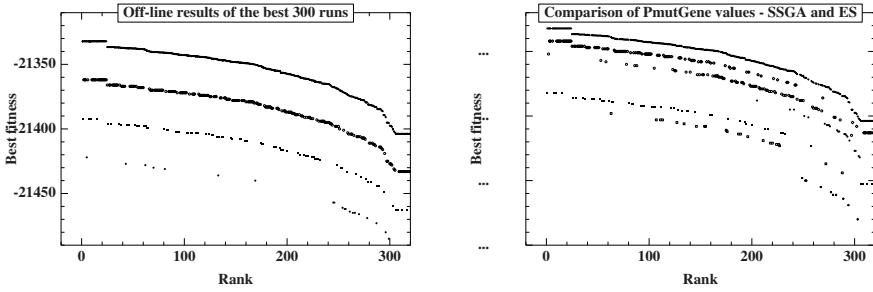 Off-line results of the best 300 runs
Best fitness
-21350
-21400
-21450
0
100
200
300
Rank
Comparison of PmutGene values - SSGA and ES
Best fitness
...
...
...
...
0
100
200
300
Rank